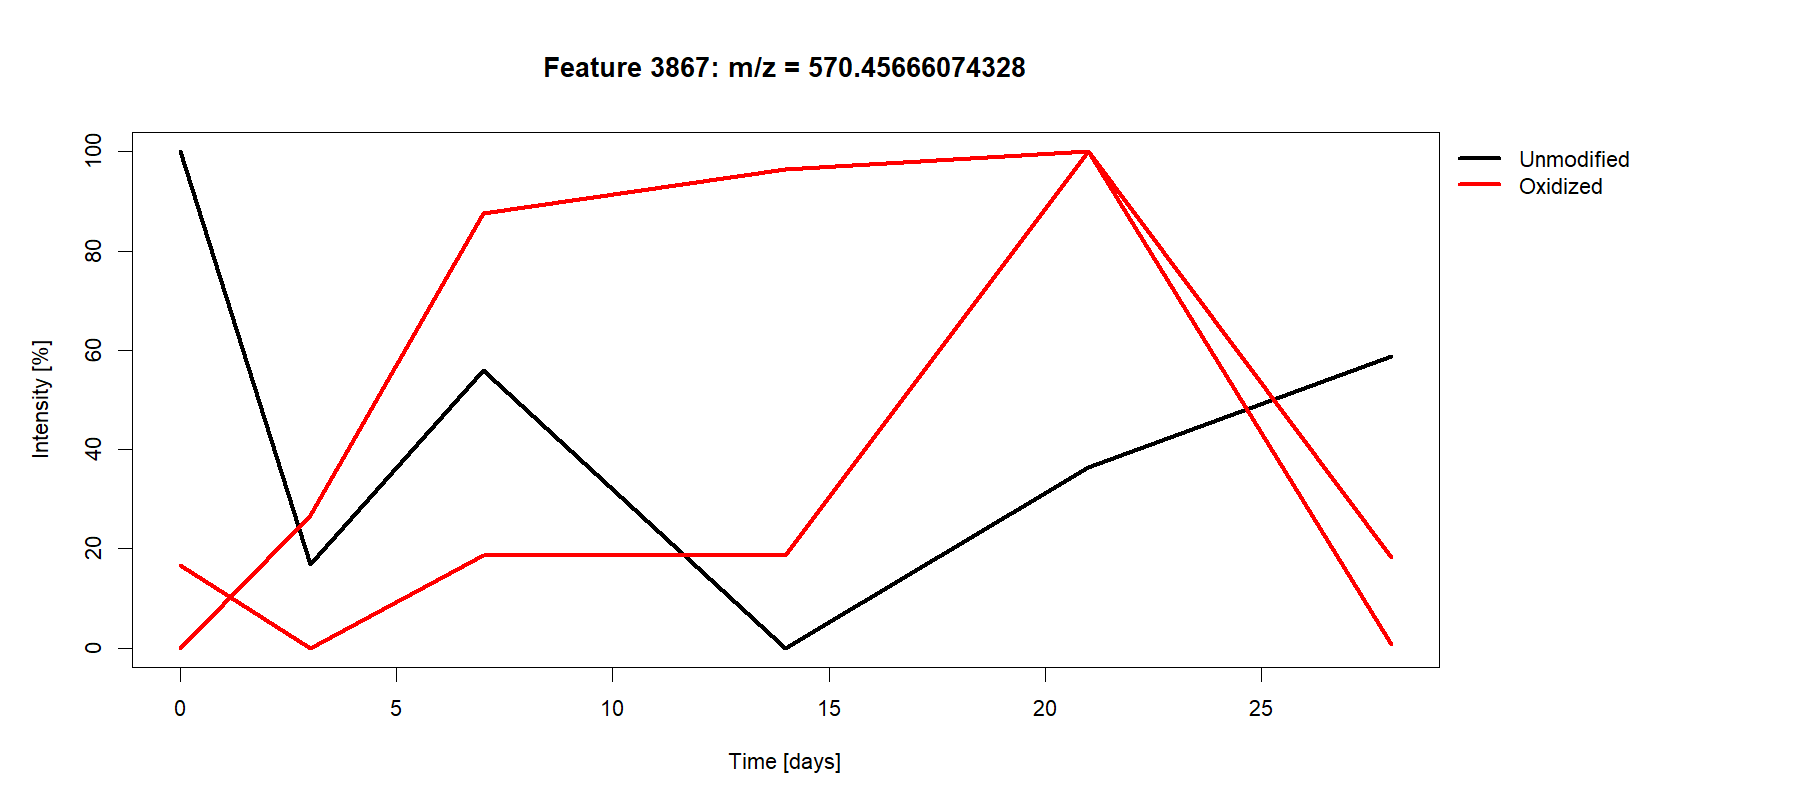 Feature 3867: m/z = 570.45666074328
Unmodified
Oxidized
100
80
60
40
20
0
Intensity [%]
0 5 10 15 20 25
Time [days]